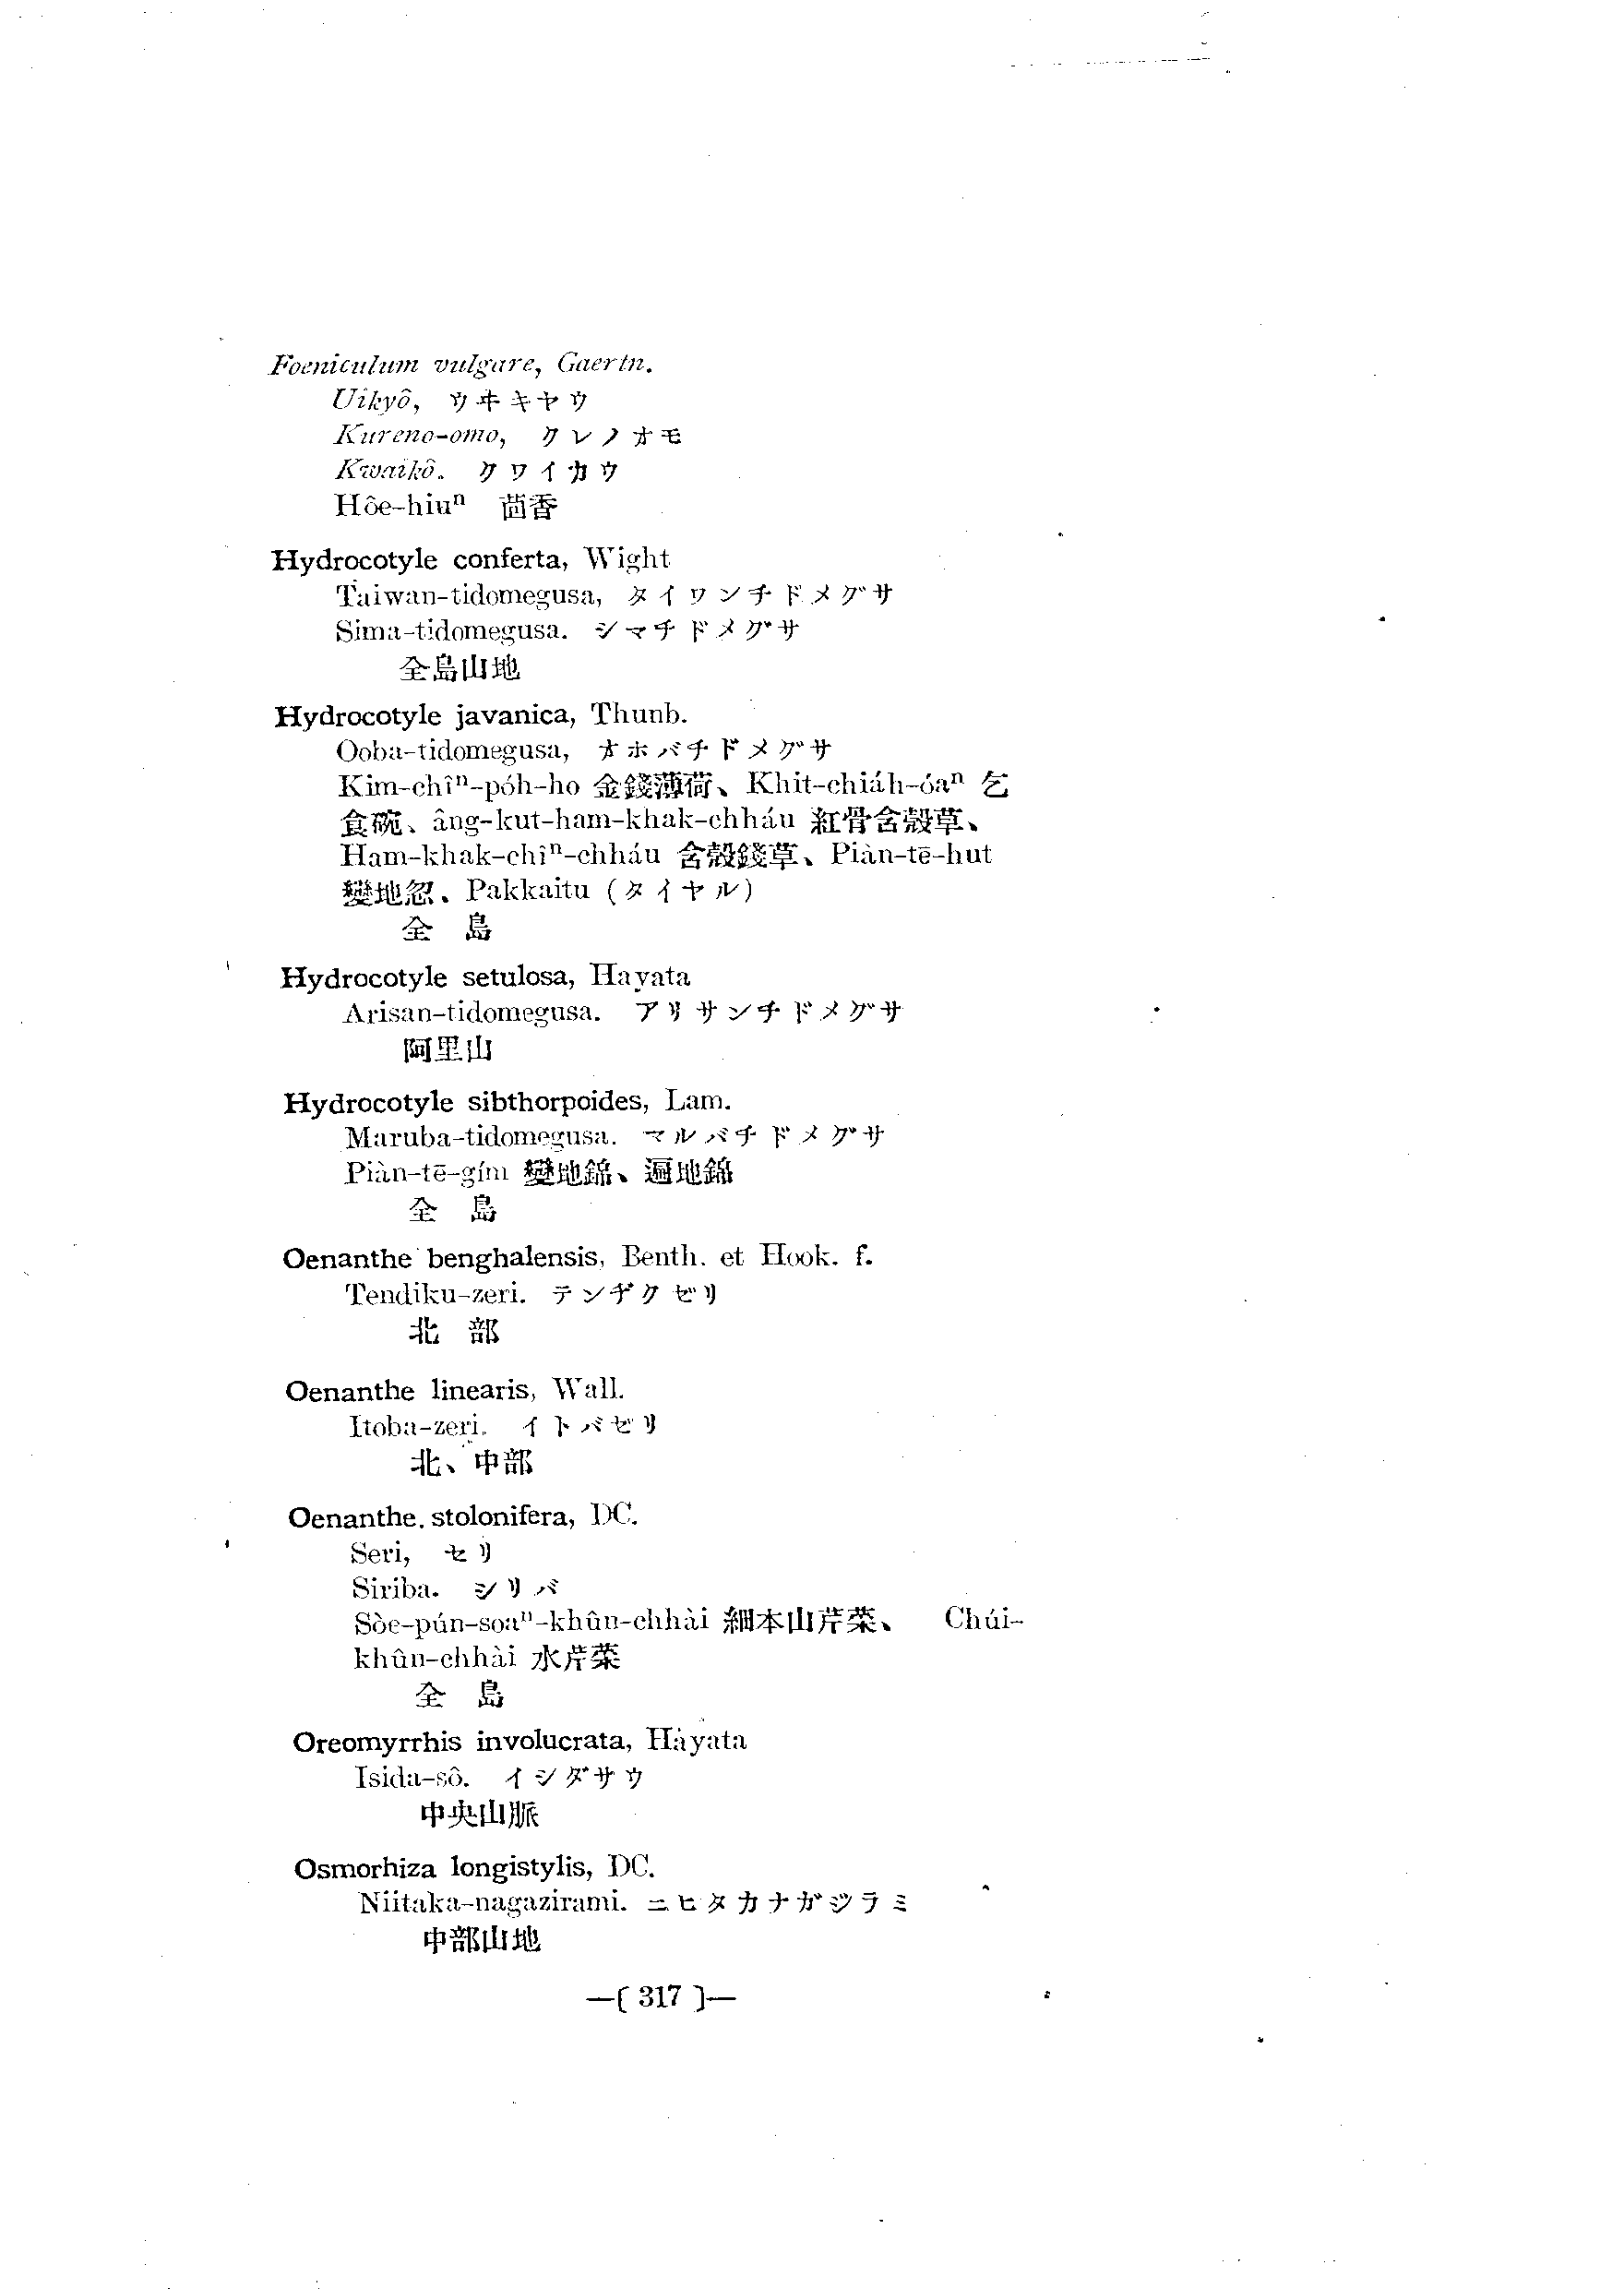 Foeniculum vulgare, Gaertn.
Uikyô, ウヰキヤウ
Kureno-omo, クレノオモ
Kwaikô. クワイカウ
Hôe-hiuⁿ 茴香
Hydrocotyle conferta, Wight
Taiwan-tidomegusa, タイワンチドメグサ
Sima-tidomegusa. シマチドメグサ
全島山地
Hydrocotyle javanica, Thunb.
Ooba-tidomegusa, オホバチドメグサ
Kim-chîⁿ-póh-ho 金錢薄荷、Khit-chiáh-óaⁿ 乞
食碗、âng-kut-ham-khak-chháu 紅骨含殼草、
Ham-khak-chîⁿ-chháu 含殼錢草、Piàn-tē-hut
變地忽. Pakkaitu (タイヤル)
全 島
Hydrocotyle setulosa, Hayata
Arisan-tidomegusa. アリサンチドメグサ
阿里山
Hydrocotyle sibthorpoides, Lam.
Maruba-tidomegusa. マルバチドメグサ
Piàn-tē-gím 變地錦、遍地錦
全 島
Oenanthe benghalensis, Benth. et Hook. f.
Tendiku-zeri. テンヂクゼリ
北 部
Oenanthe linearis, Wall.
Itoba-zeri. イトバゼリ
北、中部
Oenanthe. stolonifera, DC.
Seri, セリ
Siriba. シリバ
Sòe-pún-soaⁿ-khûn-chhài 細本山芹菜、 Chúi-
khûn-chhài 水芹菜
全 島
Oreomyrrhis involucrata, Hayata
Isida-sô. イシダサウ
中央山脈
Osmorhiza longistylis, DC.
Niitaka-nagazirami. ニヒタカナガジラミ
中部山地
—( 317 )—